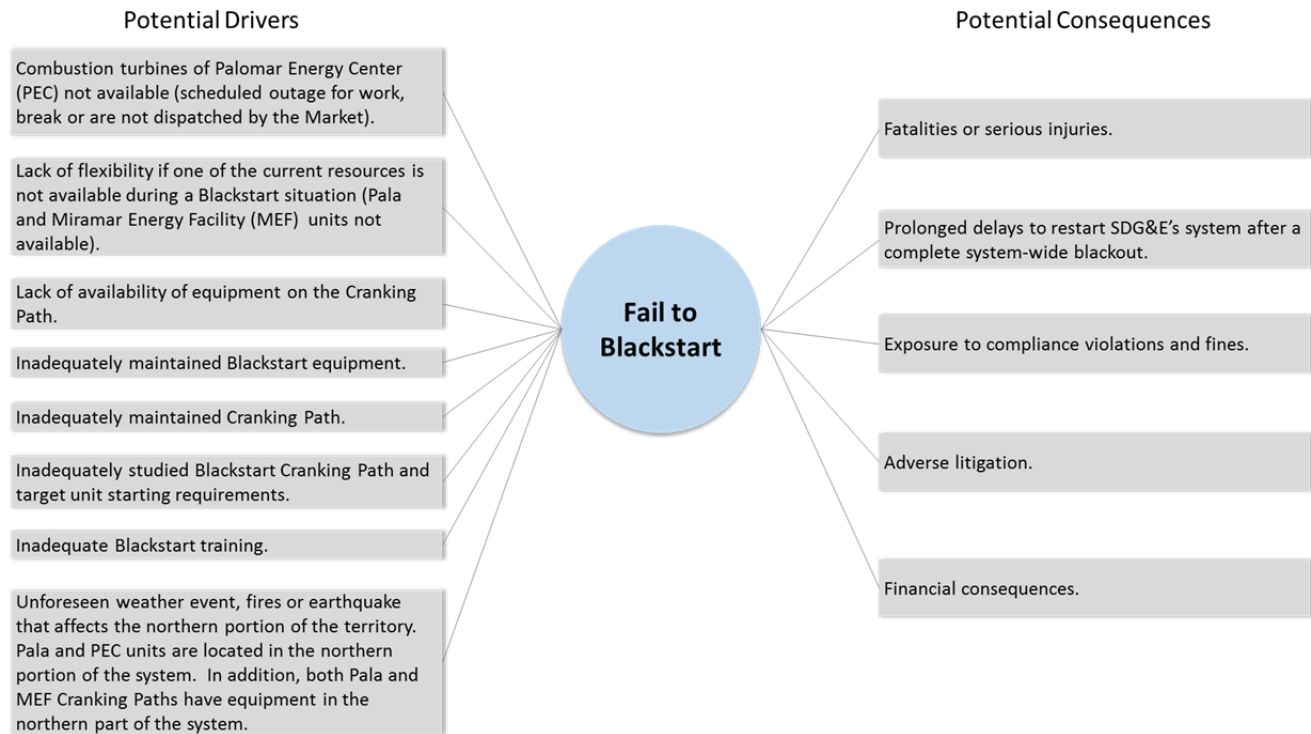 Potential Drivers
Combustion turbines of Palomar Energy Center
(PEC) not available (scheduled outage for work,
break or are not dispatched by the Market).
Lack of flexibility if one of the current resources is
not available during a Blackstart situation (Pala
and Miramar Energy Facility (MEF) units not
available).
Lack of availability of equipment on the Cranking
Path.
Inadequately maintained Blackstart equipment.
Inadequately maintained Cranking Path.
Inadequately studied Blackstart Cranking Path and
target unit starting requirements.
Inadequate Blackstart training.
Unforeseen weather event, fires or earthquake
that affects the northern portion of the territory.
Pala and PEC units are located in the northern
portion of the system. In addition, both Pala and
MEF Cranking Paths have equipment in the
northern part of the system.
Fail to
Blackstart
Potential Consequences
Fatalities or serious injuries.
Prolonged delays to restart SDG&E's system after a
complete system-wide blackout.
Exposure to compliance violations and fines.
Adverse litigation.
Financial consequences.